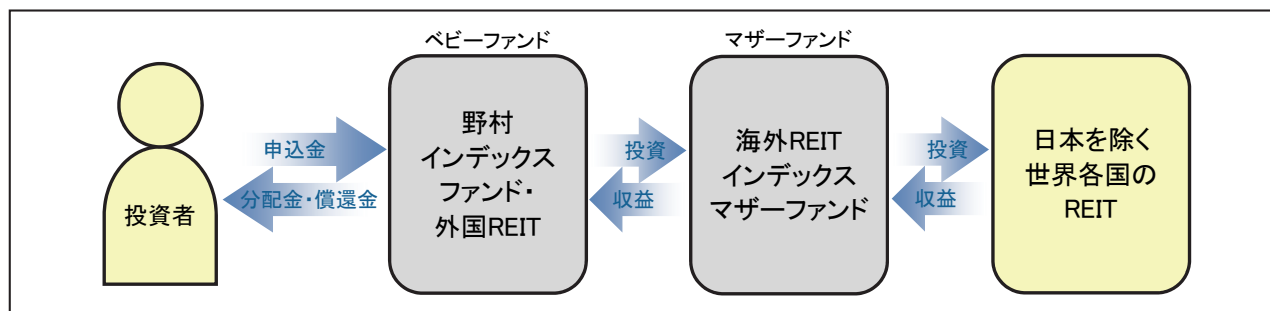 ベビーファンド
マザーファンド
投資者
申込金
分配金・償還金
野村
インデックス
ファンド・
外国REIT
投資
収益
海外REIT
インデックス
マザーファンド
投資
収益
日本を除く
世界各国の
REIT